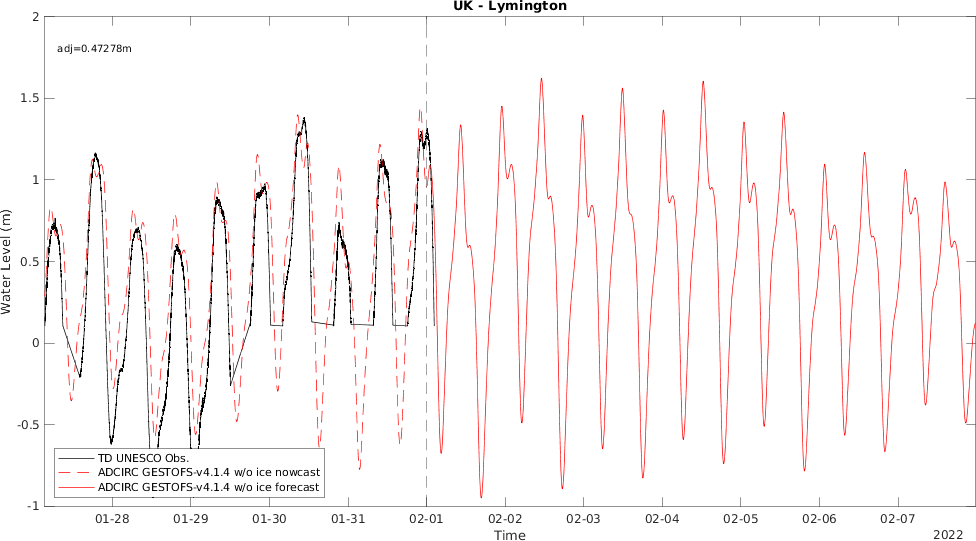 UK - Lymington
adj=0.47278m
2
1.5
1
0.5
0
-0.5
-1
Water Level (m)
TD UNESCO Obs.
ADCIRC GESTOFS-v4.1.4 w/o ice nowcast
ADCIRC GESTOFS-v4.1.4 w/o ice forecast
01-28 01-29 01-30 01-31 02-01 02-02 02-03 02-04 02-05 02-06 02-07
Time
2022